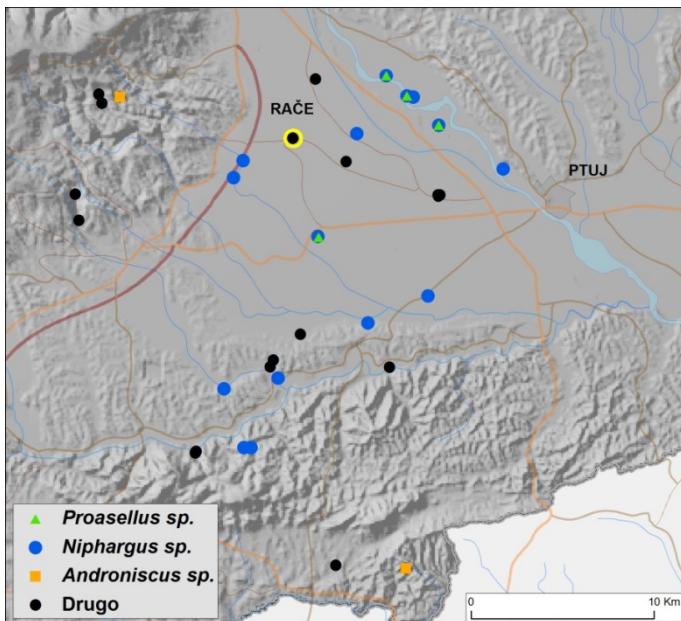 RAČE
PTUJ
Proasellus sp.
Niphargus sp.
Androniscus sp.
Drugo
0 10 Km